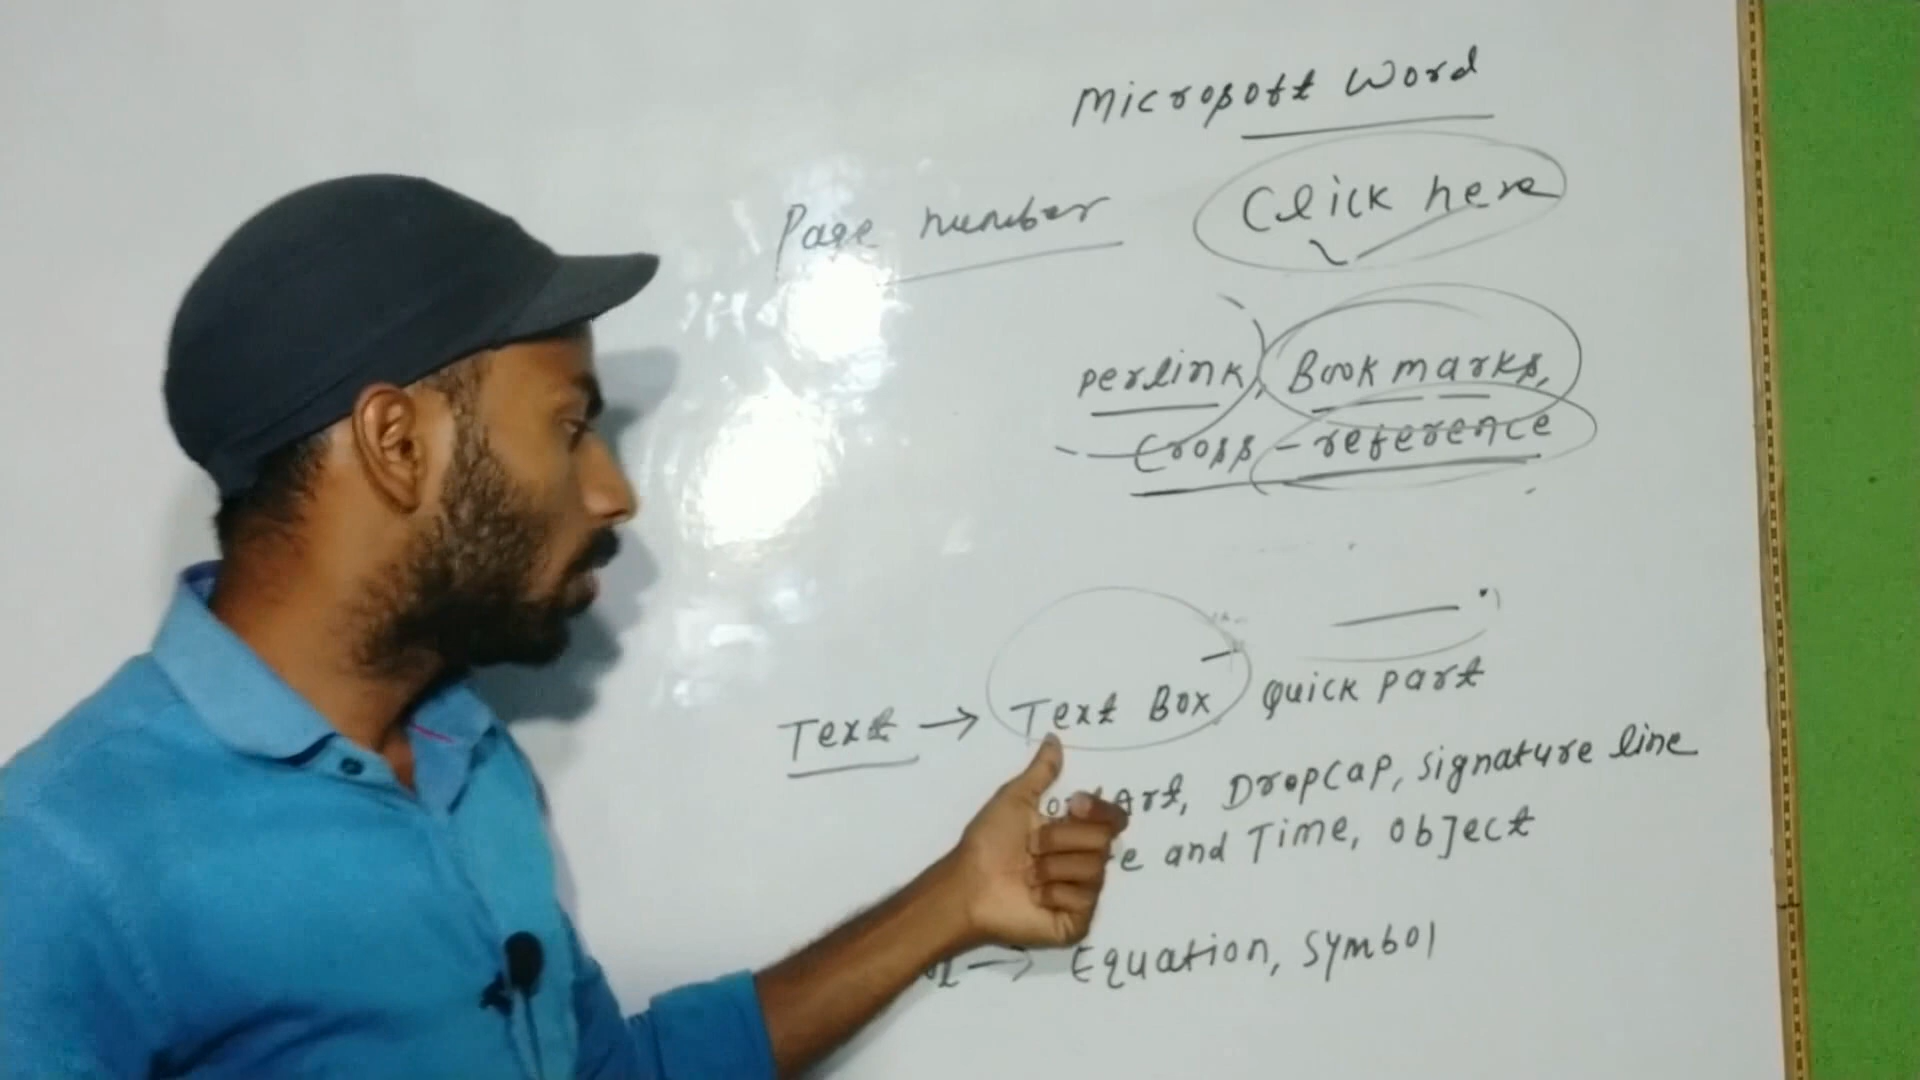 Microsoft Word
Page number
Click here
perlink, Bookmarks,
Cross-reference
Text → Text Box Quick part
Art, Dropcap, signature line
e and Time, object
→ Equation, symbol